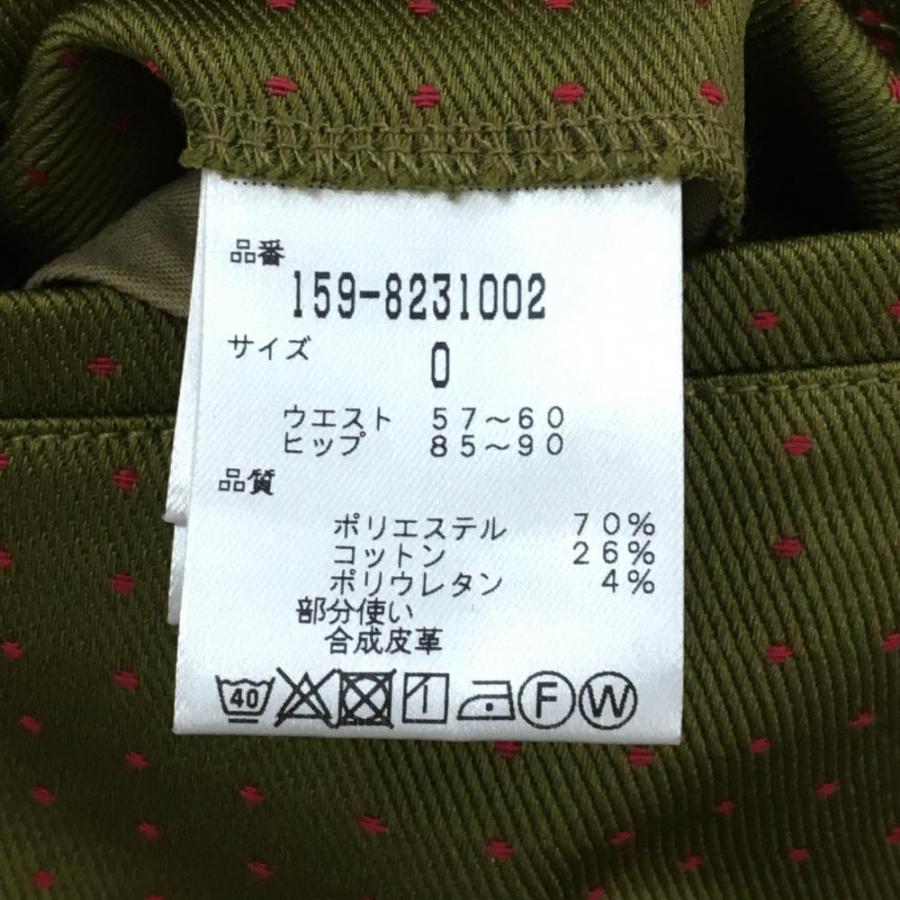 品番
159-8231002
サイズ
0
ウエスト 57～60
ヒップ 85～90
品質
ポリエステル 70%
コットン 26%
ポリウレタン 4%
部分使い
合成皮革
40 F W